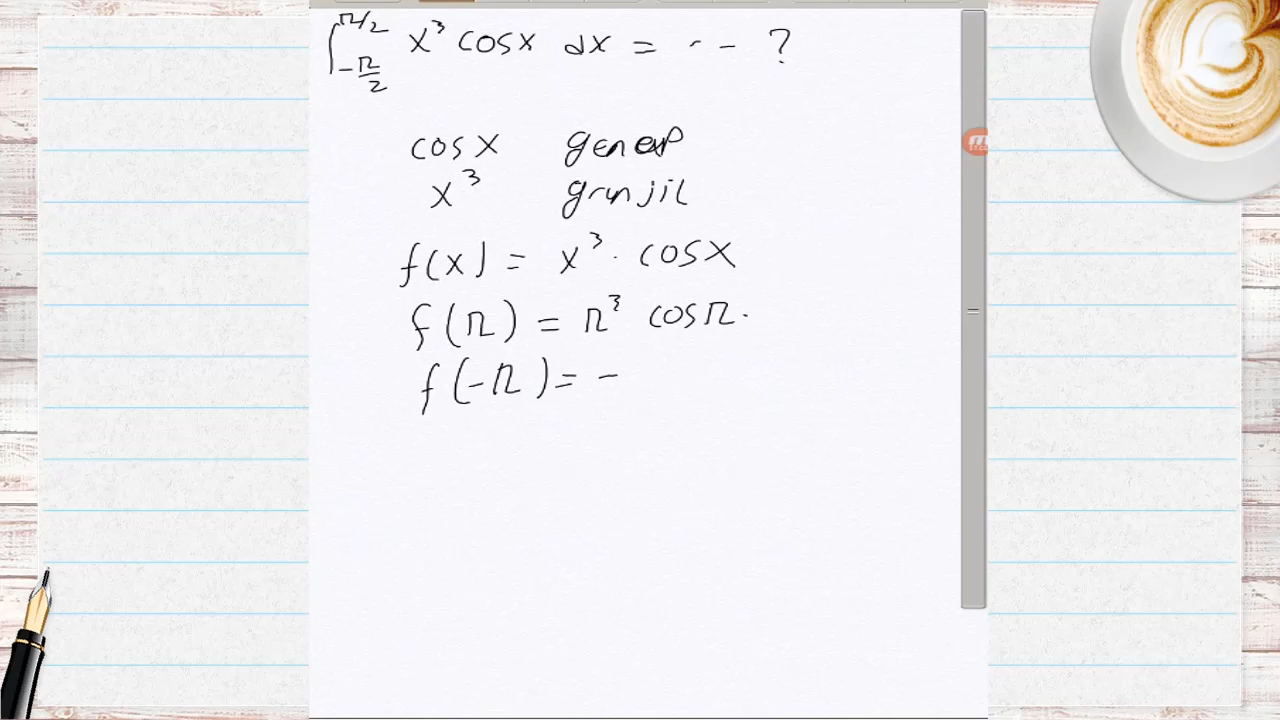 ∫_{-π/2}^{π/2} x³ cos x dx = - - ?
cos x genap
x³ ganjil
f(x) = x³ · cos x
f(π) = π³ cos π.
f(-π) = -